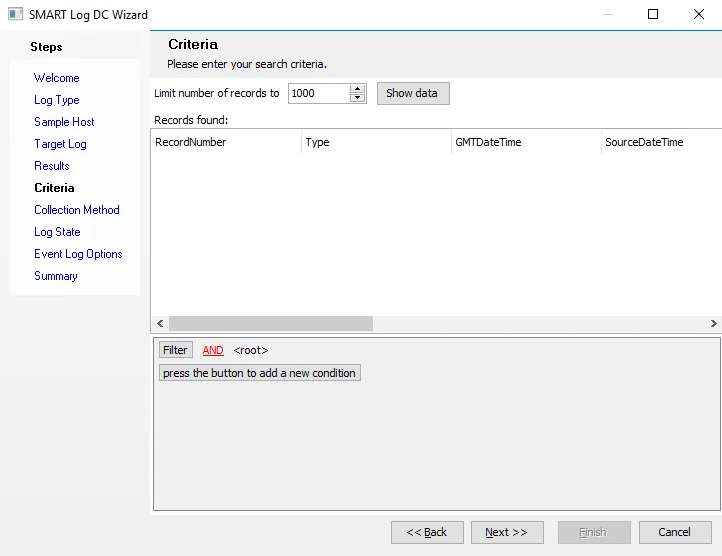 SMART Log DC Wizard
Steps
Welcome
Log Type
Sample Host
Target Log
Results
Criteria
Collection Method
Log State
Event Log Options
Summary
Criteria
Please enter your search criteria.
Limit number of records to 1000 Show data
Records found:
RecordNumber Type GMTDateTime SourceDateTime
Filter AND <root>
press the button to add a new condition
<< Back Next >> Finish Cancel